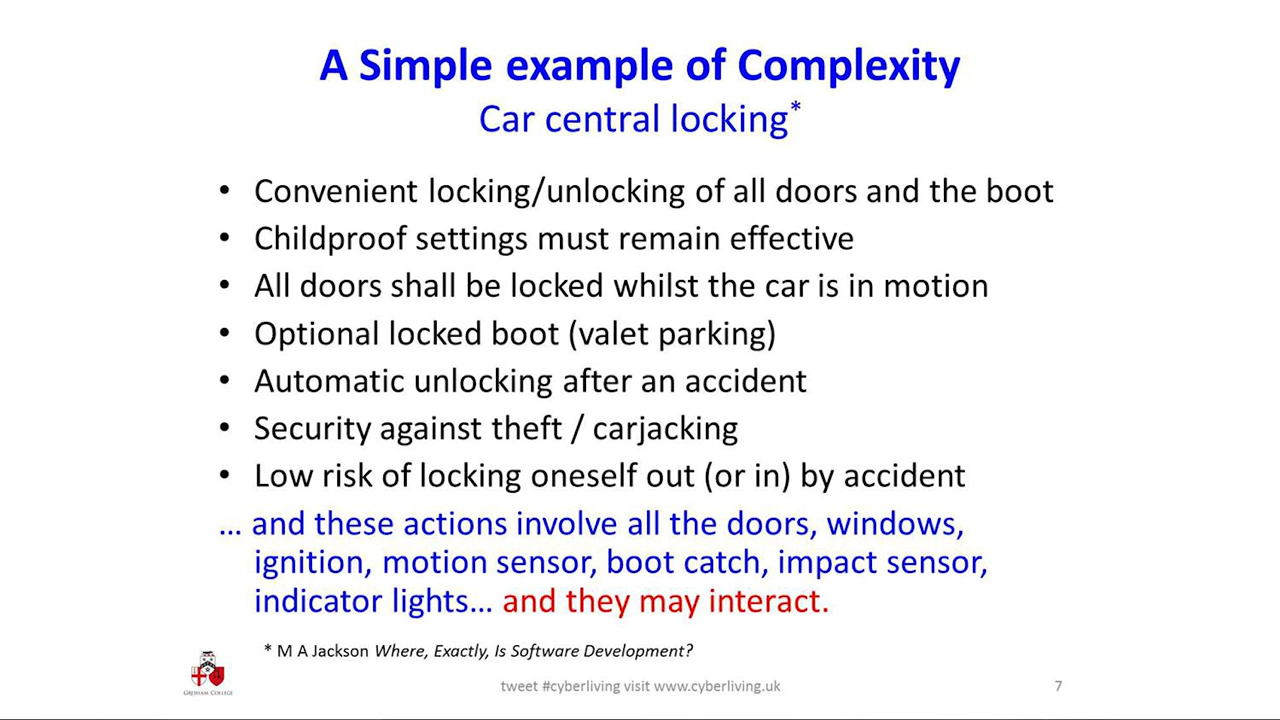 A Simple example of Complexity
Car central locking*
• Convenient locking/unlocking of all doors and the boot
• Childproof settings must remain effective
• All doors shall be locked whilst the car is in motion
• Optional locked boot (valet parking)
• Automatic unlocking after an accident
• Security against theft / carjacking
• Low risk of locking oneself out (or in) by accident
... and these actions involve all the doors, windows,
ignition, motion sensor, boot catch, impact sensor,
indicator lights... and they may interact.
* M A Jackson Where, Exactly, Is Software Development?
GRESHAM COLLEGE
tweet #cyberliving visit www.cyberliving.uk
7